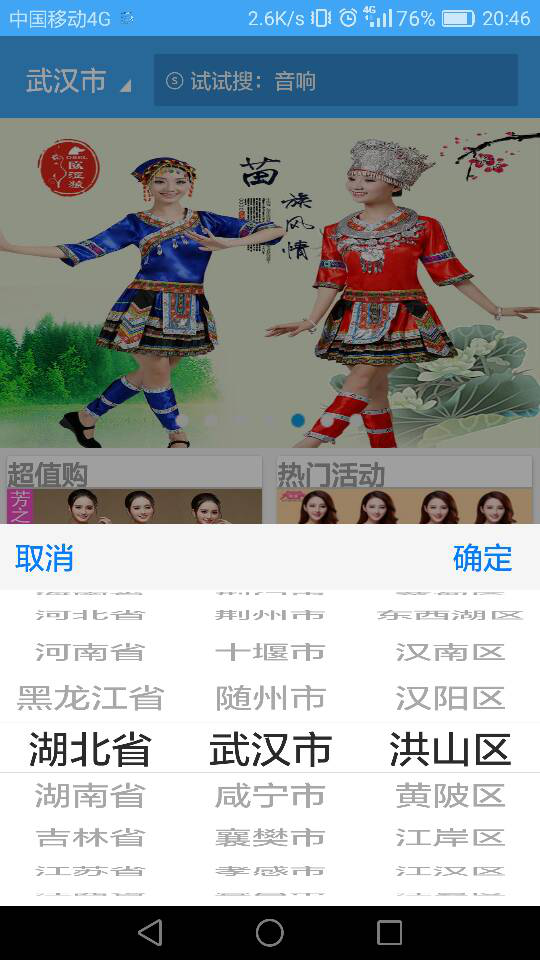 中国移动4G 2.6K/s 4G 76% 20:46
武汉市 试试搜：音响
苗
族风情
超值购 热门活动
芳之
取消 确定
河北省 荆州市 东西湖区
河南省 十堰市 汉南区
黑龙江省 随州市 汉阳区
湖北省 武汉市 洪山区
湖南省 咸宁市 黄陂区
吉林省 襄樊市 江岸区
江苏省 孝感市 江汉区